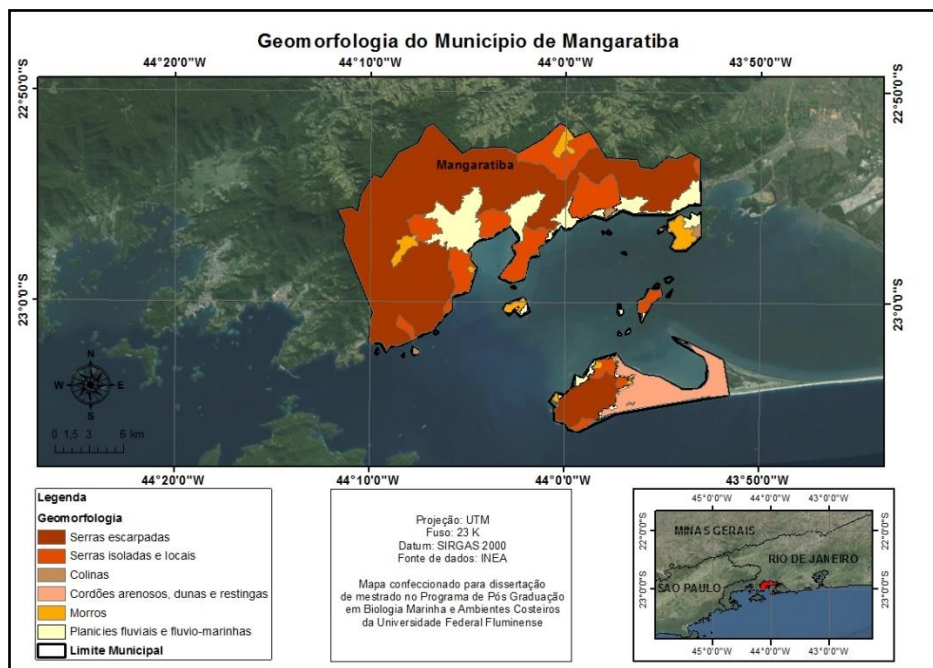 Geomorfologia do Município de Mangaratiba
44°20'0"W 44°10'0"W 44°0'0"W 43°50'0"W
22°50'0"S 22°50'0"S
Mangaratiba
23°0'0"S 23°0'0"S
N
W E
S
0 1,5 3 6 km
44°20'0"W 44°10'0"W 44°0'0"W 43°50'0"W
Legenda
Geomorfologia
Serras escarpadas
Serras isoladas e locais
Colinas
Cordões arenosos, dunas e restingas
Morros
Planicies fluviais e fluvio-marinhas
Limite Municipal
Projeção: UTM
Fuso: 23 K
Datum: SIRGAS 2000
Fonte de dados: INEA
Mapa confeccionado para dissertação
de mestrado no Programa de Pós Graduação
em Biologia Marinha e Ambientes Costeiros
da Universidade Federal Fluminense
45°0'0"W 44°0'0"W 43°0'0"W
22°0'0"S 22°0'0"S
MINAS GERAIS
RIO DE JANEIRO
SAO PAULO
23°0'0"S 23°0'0"S
45°0'0"W 44°0'0"W 43°0'0"W